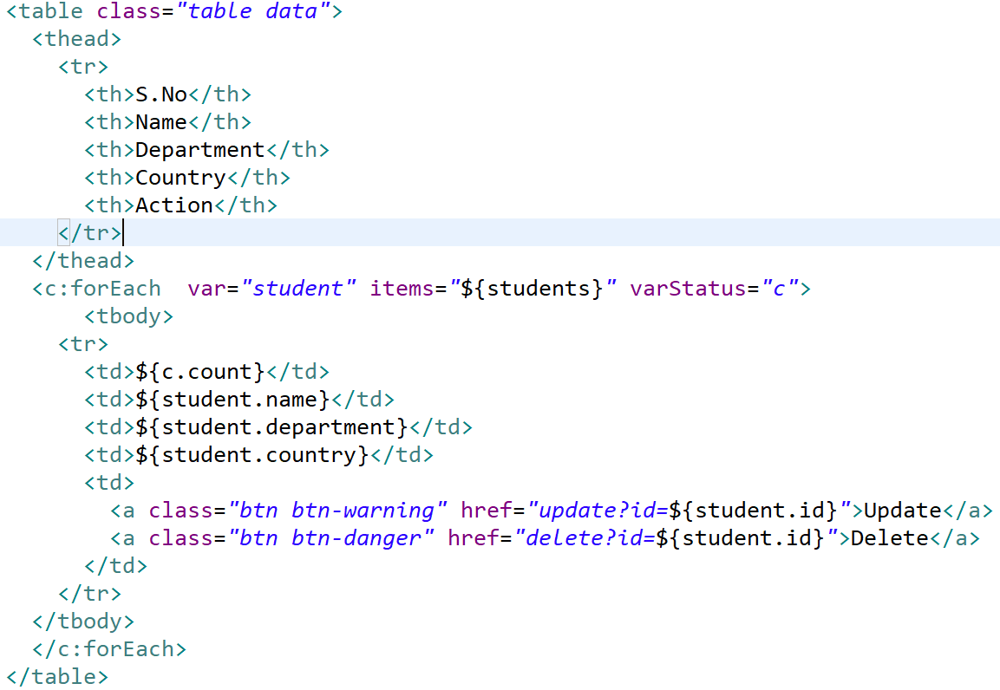 <table class="table data">
  <thead>
    <tr>
      <th>S.No</th>
      <th>Name</th>
      <th>Department</th>
      <th>Country</th>
      <th>Action</th>
    </tr>
  </thead>
  <c:forEach  var="student" items="${students}" varStatus="c">
      <tbody>
    <tr>
      <td>${c.count}</td>
      <td>${student.name}</td>
      <td>${student.department}</td>
      <td>${student.country}</td>
      <td>
        <a class="btn btn-warning" href="update?id=${student.id}">Update</a>
        <a class="btn btn-danger" href="delete?id=${student.id}">Delete</a>
      </td>
    </tr>
  </tbody>
  </c:forEach>
</table>